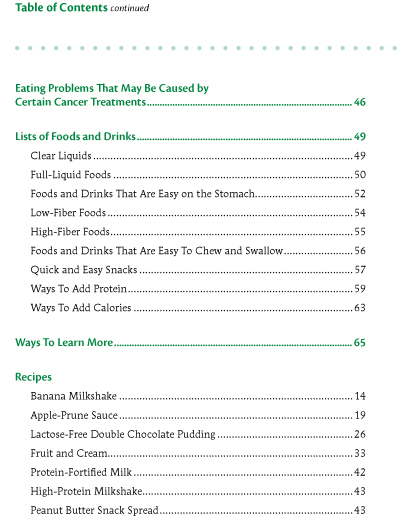 Table of Contents continued
Eating Problems That May Be Caused by
Certain Cancer Treatments.......... 46
Lists of Foods and Drinks.......... 49
Clear Liquids.......... 49
Full-Liquid Foods.......... 50
Foods and Drinks That Are Easy on the Stomach.......... 52
Low-Fiber Foods.......... 54
High-Fiber Foods.......... 55
Foods and Drinks That Are Easy To Chew and Swallow.......... 56
Quick and Easy Snacks.......... 57
Ways To Add Protein.......... 59
Ways To Add Calories.......... 63
Ways To Learn More.......... 65
Recipes
Banana Milkshake.......... 14
Apple-Prune Sauce.......... 19
Lactose-Free Double Chocolate Pudding.......... 26
Fruit and Cream.......... 33
Protein-Fortified Milk.......... 42
High-Protein Milkshake.......... 43
Peanut Butter Snack Spread.......... 43